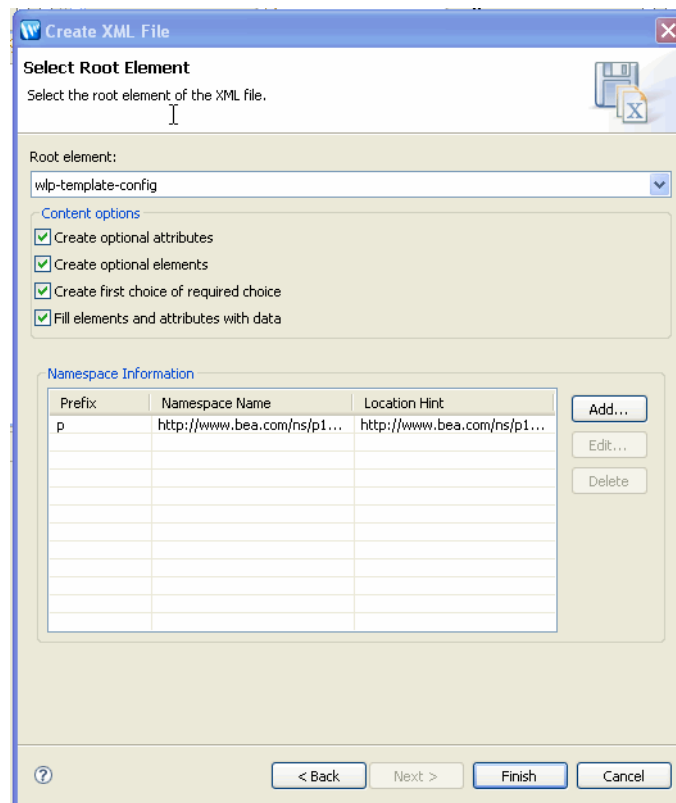 Create XML File
Select Root Element
Select the root element of the XML file.
Root element:
wlp-template-config
Content options
Create optional attributes
Create optional elements
Create first choice of required choice
Fill elements and attributes with data
Namespace Information
Prefix Namespace Name Location Hint
p http://www.bea.com/ns/p1... http://www.bea.com/ns/p1...
Add...
Edit...
Delete
? < Back Next > Finish Cancel